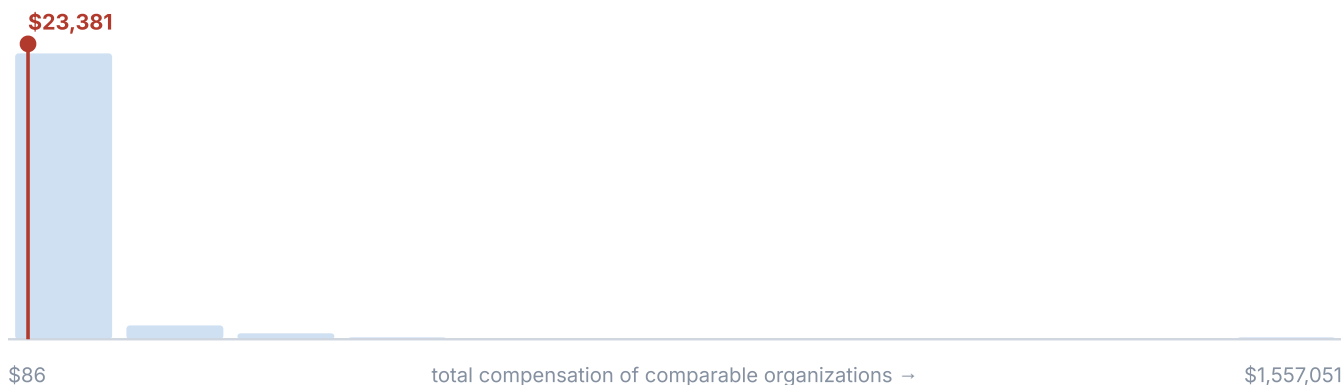 $23,381
$86
total compensation of comparable organizations →
$1,557,051